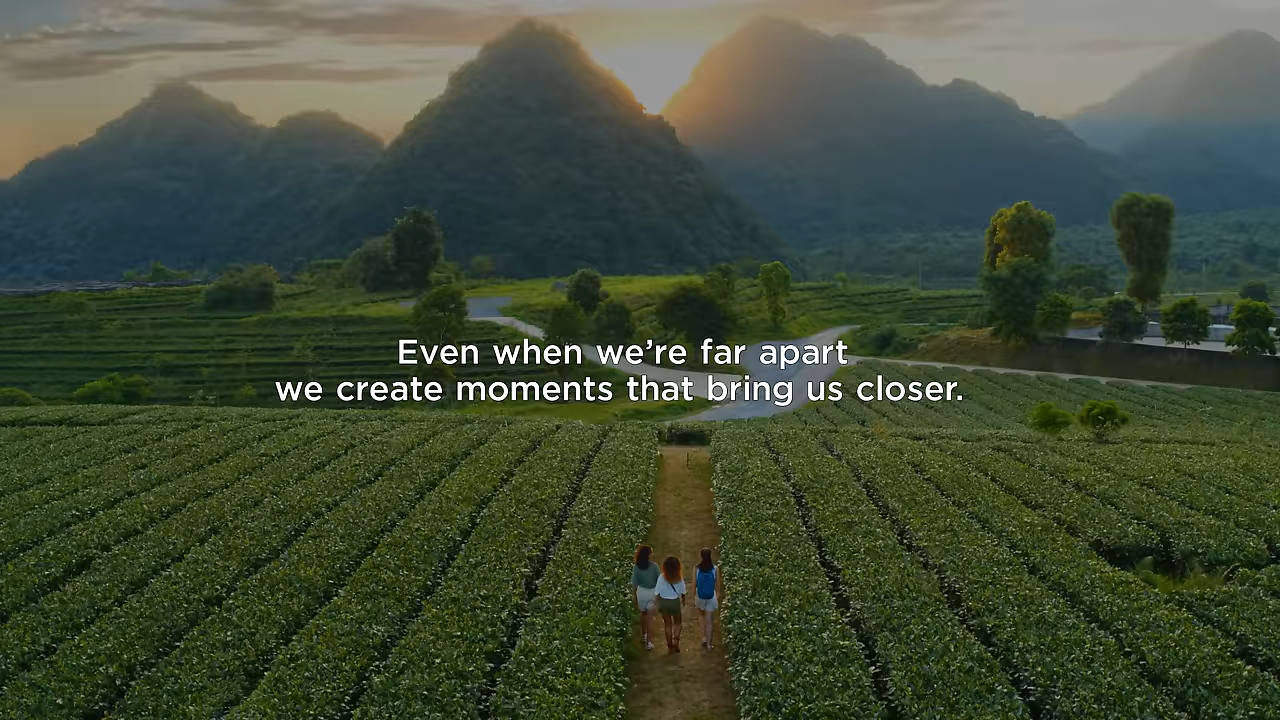 Even when we’re far apart
we create moments that bring us closer.